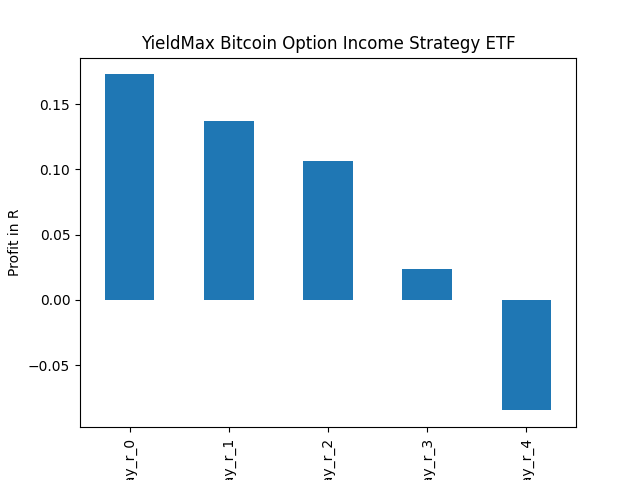 YieldMax Bitcoin Option Income Strategy ETF
Profit in R
0.15
0.10
0.05
0.00
−0.05
ay_r_0
ay_r_1
ay_r_2
ay_r_3
ay_r_4